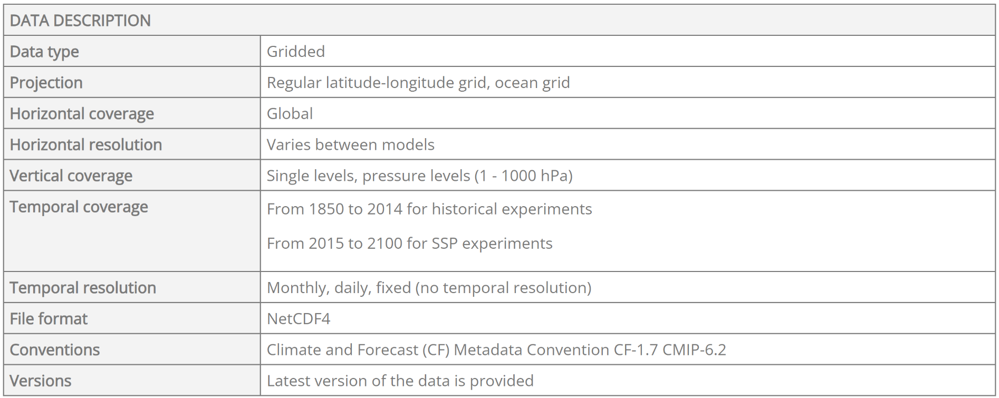 DATA DESCRIPTION
Data type Gridded
Projection Regular latitude-longitude grid, ocean grid
Horizontal coverage Global
Horizontal resolution Varies between models
Vertical coverage Single levels, pressure levels (1 - 1000 hPa)
Temporal coverage From 1850 to 2014 for historical experiments
From 2015 to 2100 for SSP experiments
Temporal resolution Monthly, daily, fixed (no temporal resolution)
File format NetCDF4
Conventions Climate and Forecast (CF) Metadata Convention CF-1.7 CMIP-6.2
Versions Latest version of the data is provided